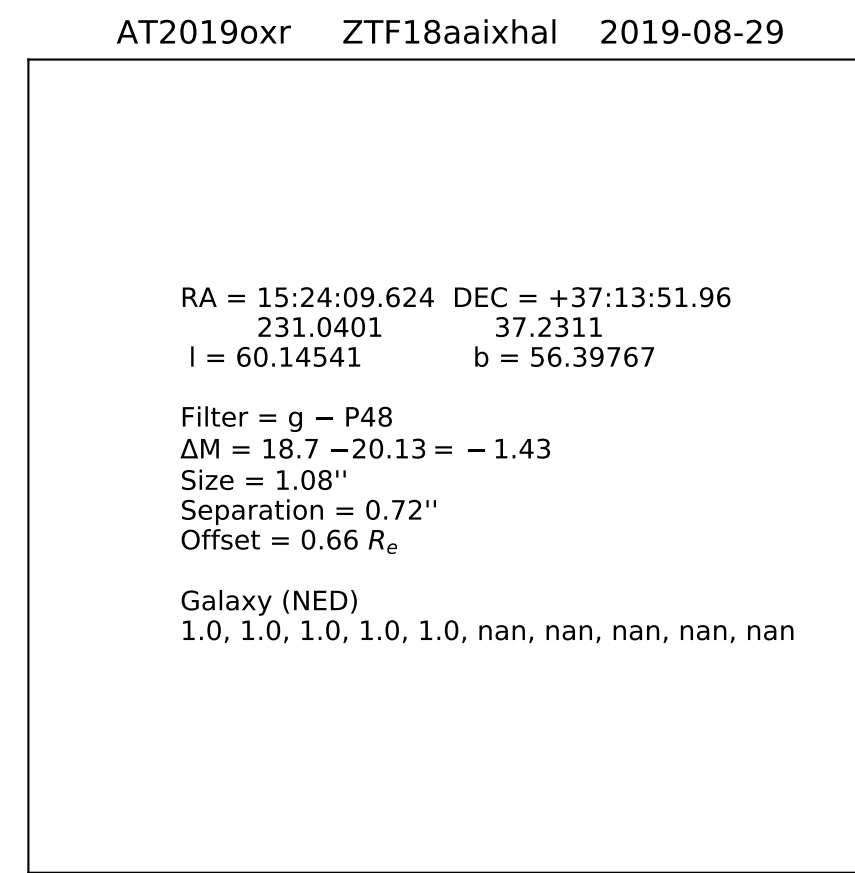 AT2019oxr ZTF18aaixhal 2019-08-29
RA = 15:24:09.624 DEC = +37:13:51.96
231.0401 37.2311
l = 60.14541 b = 56.39767
Filter = g − P48
ΔM = 18.7 −20.13 = − 1.43
Size = 1.08''
Separation = 0.72''
Offset = 0.66 Re
Galaxy (NED)
1.0, 1.0, 1.0, 1.0, 1.0, nan, nan, nan, nan, nan